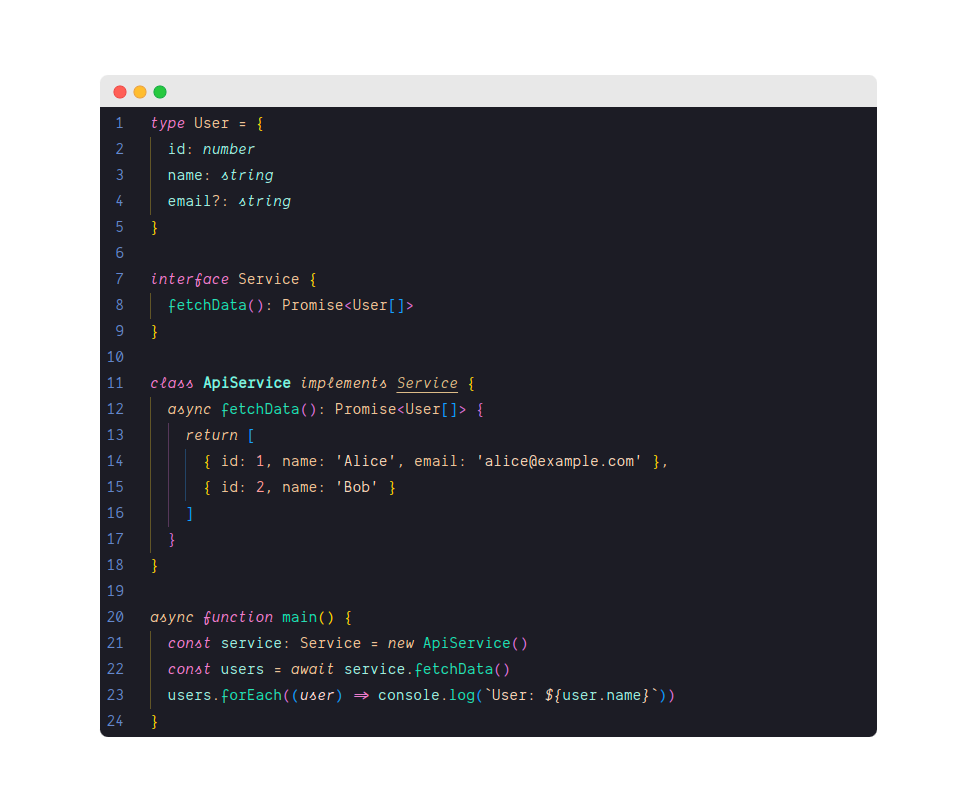 1 type User = {
2   id: number
3   name: string
4   email?: string
5 }
6
7 interface Service {
8   fetchData(): Promise<User[]>
9 }
10
11 class ApiService implements Service {
12   async fetchData(): Promise<User[]> {
13     return [
14       { id: 1, name: 'Alice', email: 'alice@example.com' },
15       { id: 2, name: 'Bob' }
16     ]
17   }
18 }
19
20 async function main() {
21   const service: Service = new ApiService()
22   const users = await service.fetchData()
23   users.forEach((user) => console.log(`User: ${user.name}`))
24 }